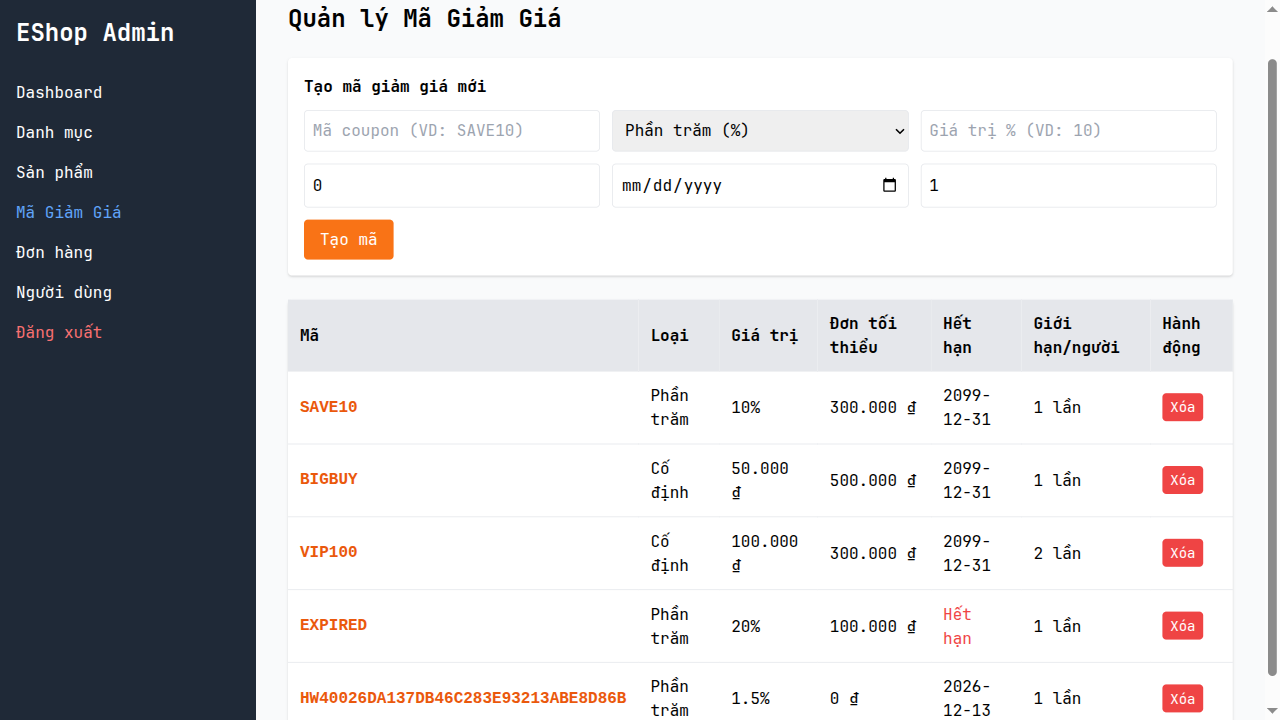 EShop Admin
Dashboard
Danh mục
Sản phẩm
Mã Giảm Giá
Đơn hàng
Người dùng
Đăng xuất
Quản lý Mã Giảm Giá
Tạo mã giảm giá mới
Mã coupon (VD: SAVE10)
Phần trăm (%)
Giá trị % (VD: 10)
0
mm/dd/yyyy
1
Tạo mã
Mã
Loại
Giá trị
Đơn tối
thiểu
Hết
hạn
Giới
hạn/người
Hành
động
SAVE10
Phần
trăm
10%
300.000 ₫
2099-
12-31
1 lần
Xóa
BIGBUY
Cố
định
50.000
₫
500.000 ₫
2099-
12-31
1 lần
Xóa
VIP100
Cố
định
100.000
₫
300.000 ₫
2099-
12-31
2 lần
Xóa
EXPIRED
Phần
trăm
20%
100.000 ₫
Hết
hạn
1 lần
Xóa
HW40026DA137DB46C283E93213ABE8D86B
Phần
trăm
1.5%
0 ₫
2026-
12-13
1 lần
Xóa